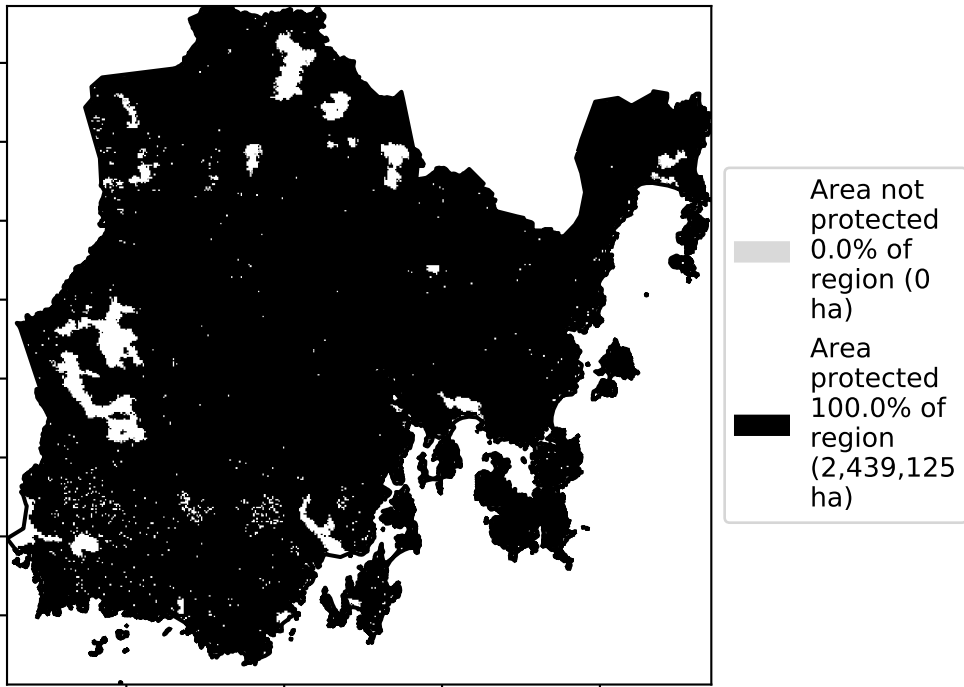 Area not
protected
0.0% of
region (0
ha)
Area
protected
100.0% of
region
(2,439,125
ha)